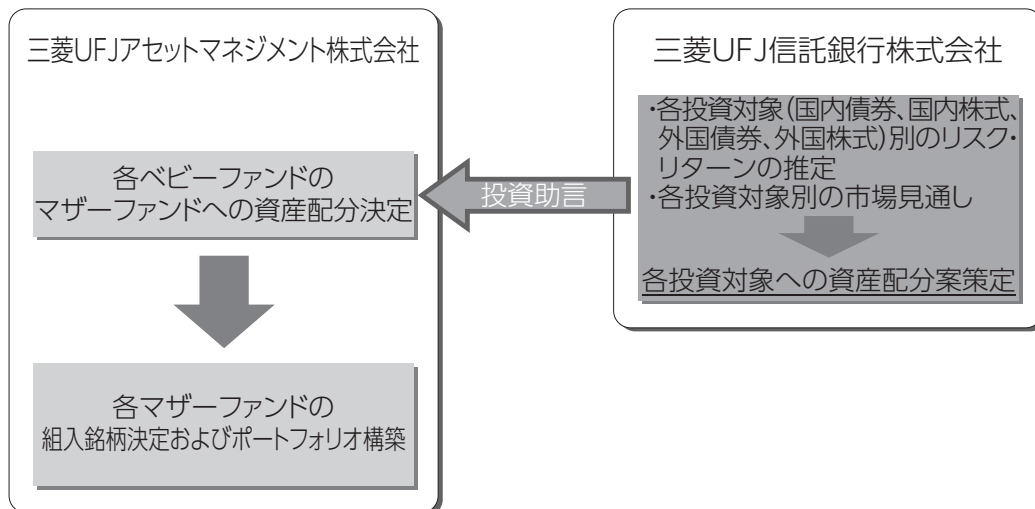 三菱UFJアセットマネジメント株式会社
各ベビーファンドの
マザーファンドへの資産配分決定
各マザーファンドの
組入銘柄決定およびポートフォリオ構築
投資助言
三菱UFJ信託銀行株式会社
・各投資対象(国内債券、国内株式、
外国債券、外国株式)別のリスク・
リターンの推定
・各投資対象別の市場見通し
各投資対象への資産配分案策定